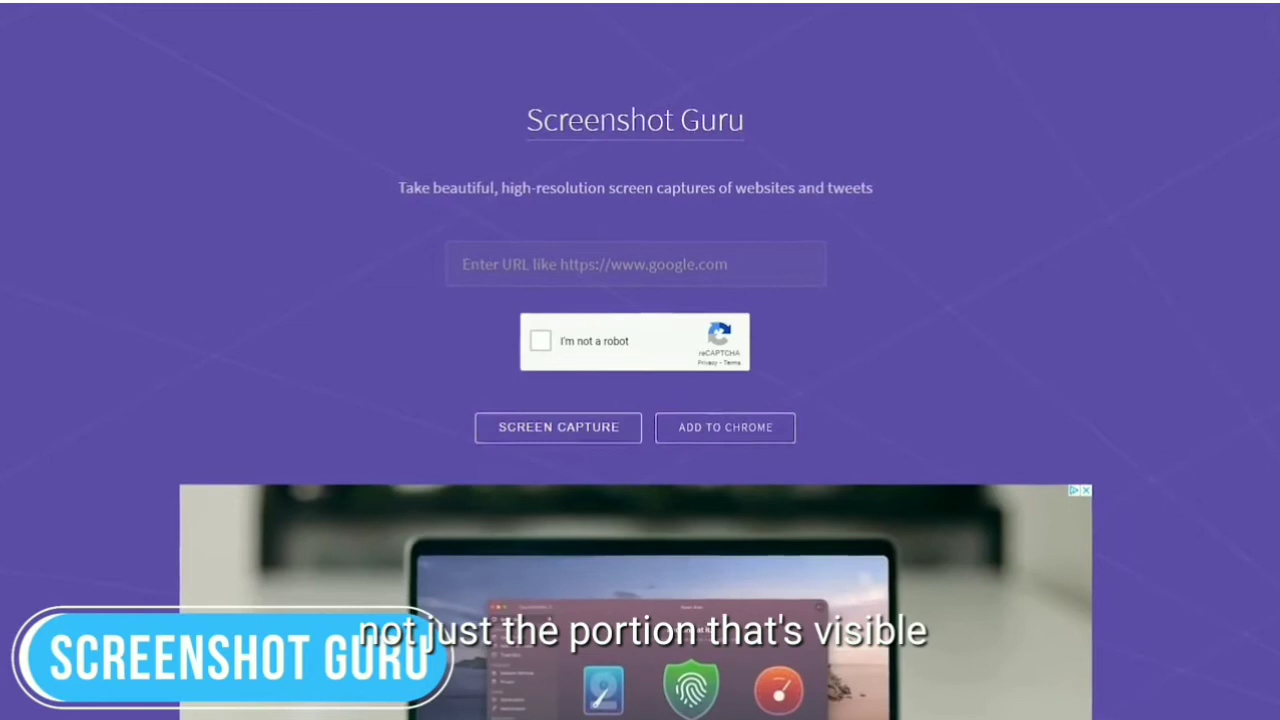 Screenshot Guru
Take beautiful, high-resolution screen captures of websites and tweets
Enter URL like https://www.google.com
I'm not a robot
reCAPTCHA
Privacy - Terms
SCREEN CAPTURE
ADD TO CHROME
not just the portion that's visible
SCREENSHOT GURU